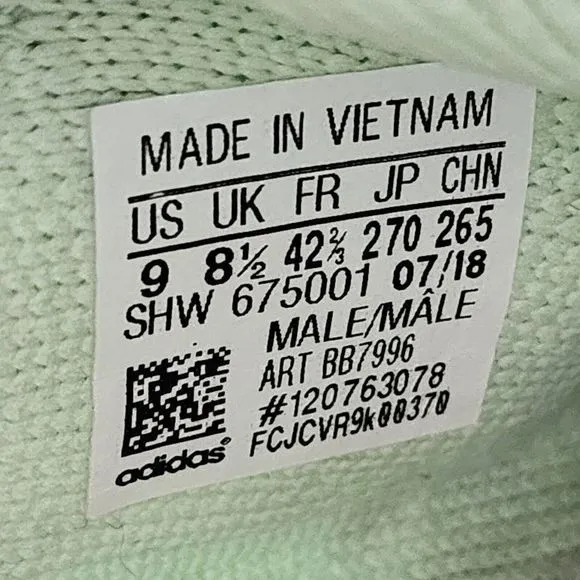 MADE IN VIETNAM
US UK FR JP CHN
9 8½ 42⅔ 270 265
SHW 675001 07/18
MALE/MÂLE
ART BB7996
#120763078
FCJCVR9k00370
adidas®